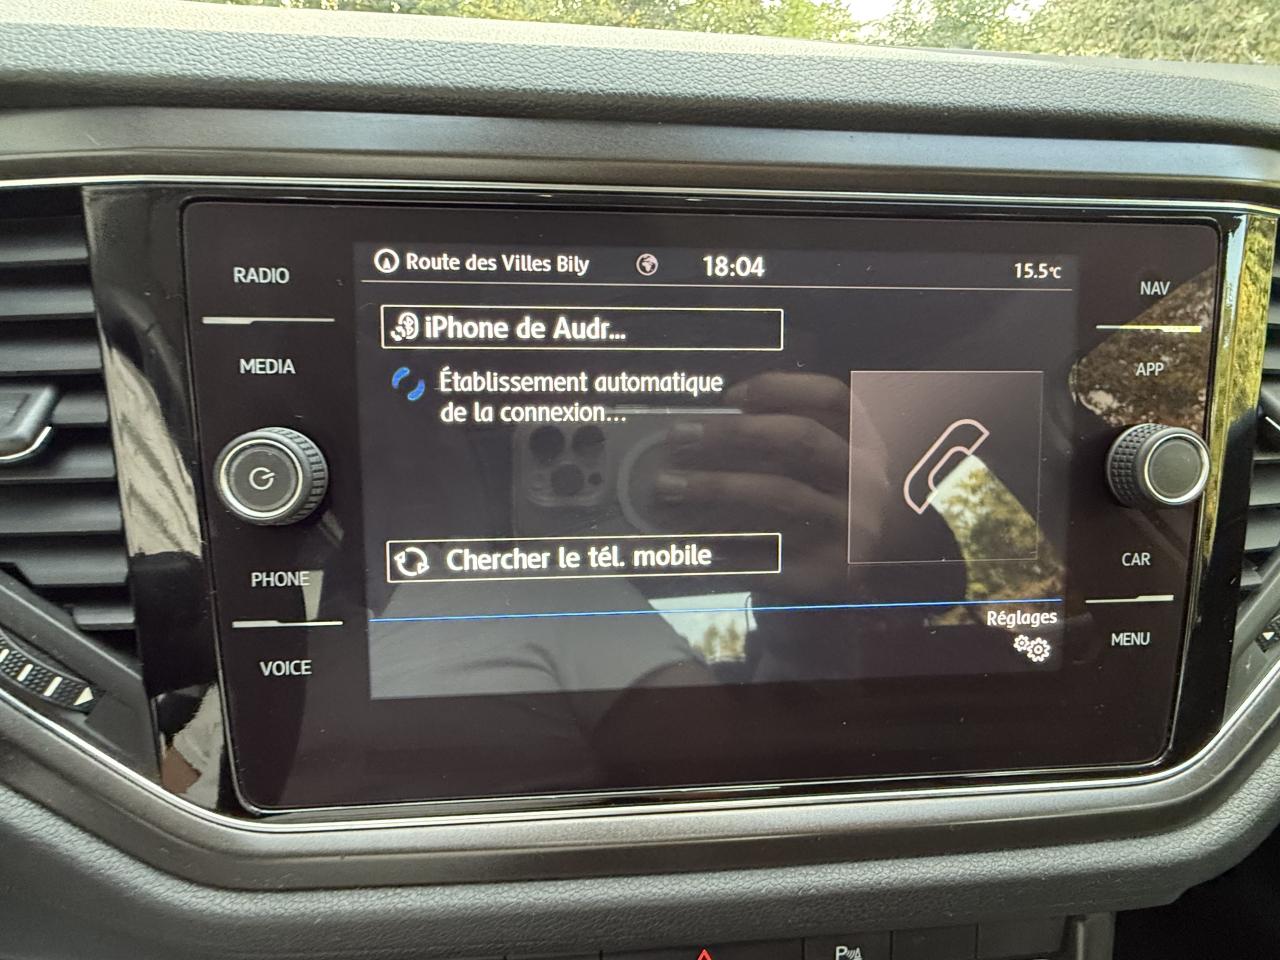 Route des Villes Bily
18:04
15.5°C
RADIO
NAV
iPhone de Audr...
MEDIA
APP
Établissement automatique
de la connexion...
PHONE
Chercher le tél. mobile
CAR
Réglages
VOICE
MENU
P